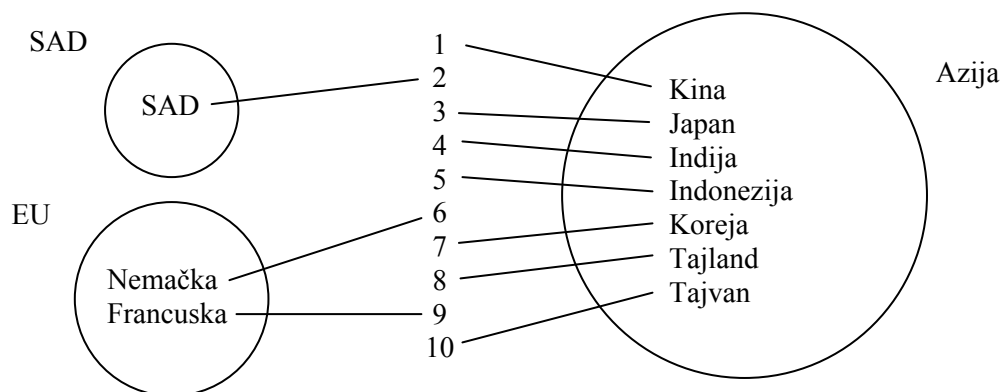 SAD
SAD
EU
Nemačka
Francuska
1
2
3
4
5
6
7
8
9
10
Azija
Kina
Japan
Indija
Indonezija
Koreja
Tajland
Tajvan